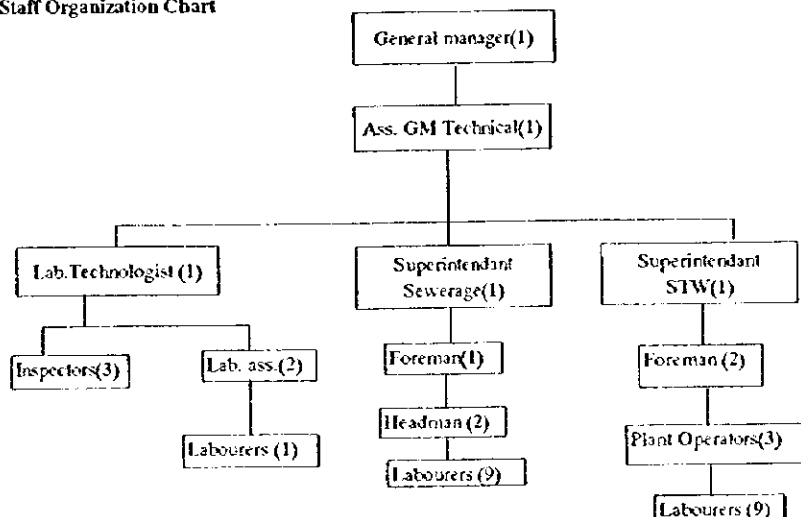 Staff Organization Chart
General manager(1)
Ass. GM Technical(1)
Lab.Technologist (1)
Superintendant
Sewerage(1)
Superintendant
STW(1)
Inspectors(3)
Lab. ass.(2)
Foreman(1)
Foreman (2)
Labourers (1)
Headman (2)
Plant Operators(3)
Labourers (9)
Labourers (9)